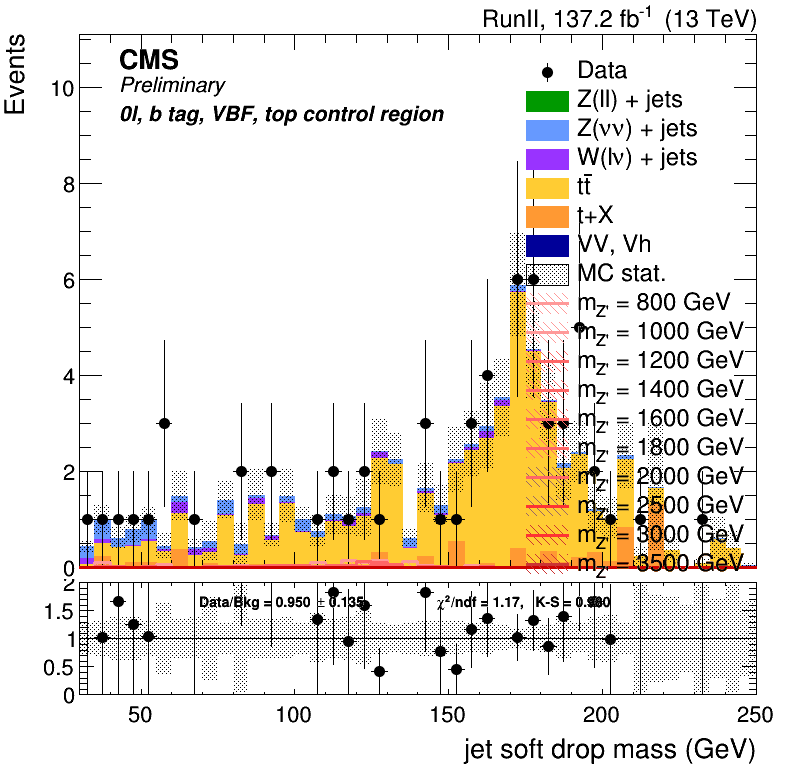 RunII, 137.2 fb⁻¹ (13 TeV)
Events
CMS
Preliminary
0l, b tag, VBF, top control region
Data
Z(ll) + jets
Z(νν) + jets
W(lν) + jets
tt̄
t+X
VV, Vh
MC stat.
m_Z' = 800 GeV
m_Z' = 1000 GeV
m_Z' = 1200 GeV
m_Z' = 1400 GeV
m_Z' = 1600 GeV
m_Z' = 1800 GeV
m_Z' = 2000 GeV
m_Z' = 2500 GeV
m_Z' = 3000 GeV
m_Z' = 3500 GeV
10
8
6
4
2
0
2
1.5
1
0.5
0
Data/Bkg = 0.950 ± 0.135
χ²/ndf = 1.17, K-S =
50 100 150 200 250
jet soft drop mass (GeV)